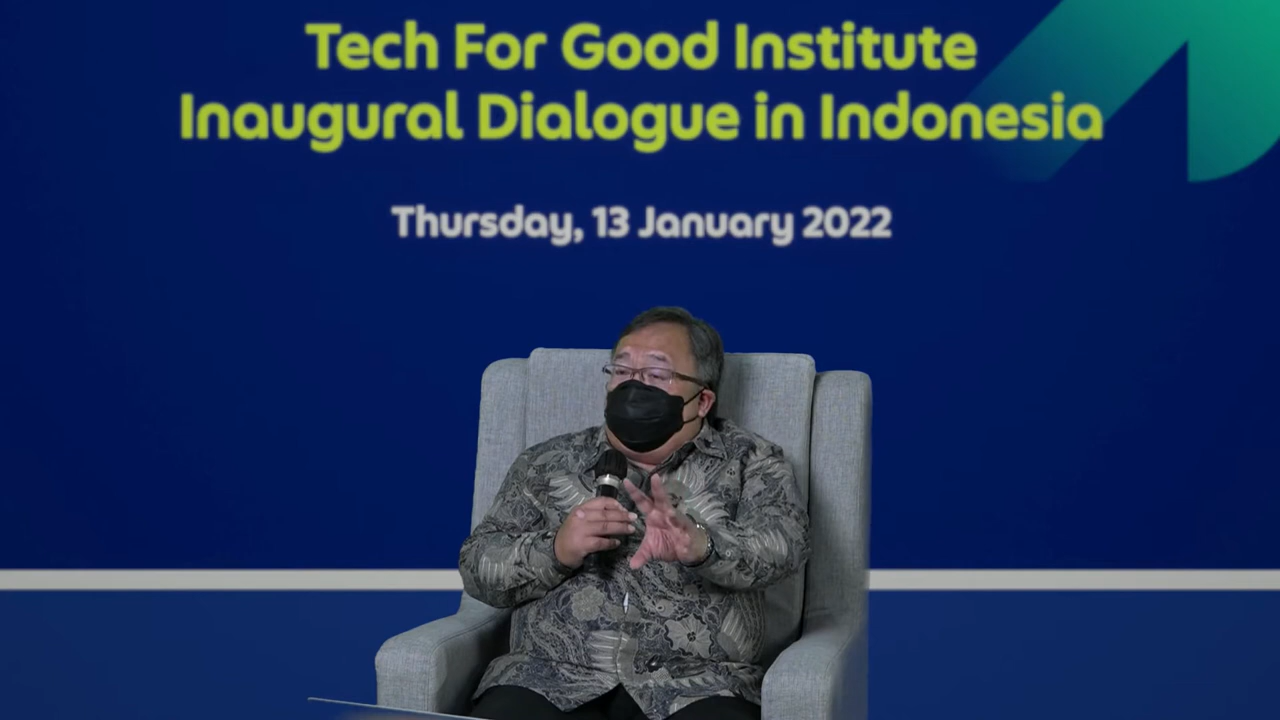 Tech For Good Institute
Inaugural Dialogue in Indonesia
Thursday, 13 January 2022